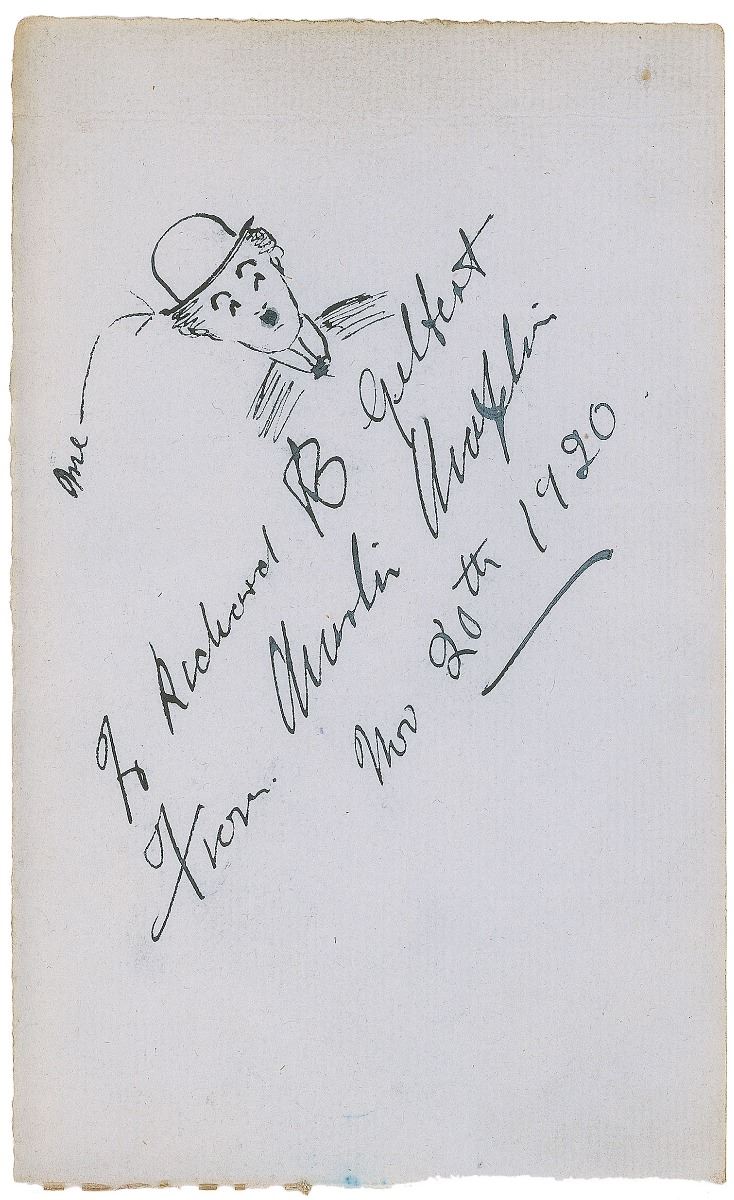 me
To Richard B Gilbert
From. Charlie Chaplin
Nov 20th 1920